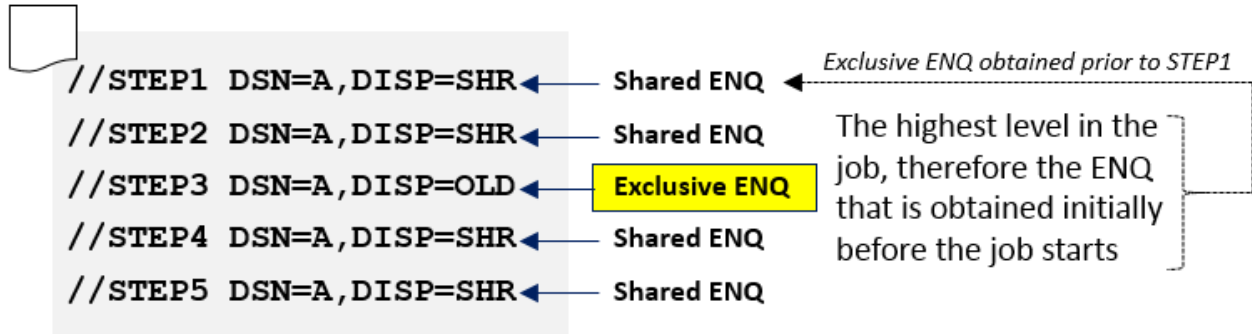 //STEP1 DSN=A,DISP=SHR Shared ENQ Exclusive ENQ obtained prior to STEP1
//STEP2 DSN=A,DISP=SHR Shared ENQ
//STEP3 DSN=A,DISP=OLD Exclusive ENQ
//STEP4 DSN=A,DISP=SHR Shared ENQ
//STEP5 DSN=A,DISP=SHR Shared ENQ
The highest level in the
job, therefore the ENQ
that is obtained initially
before the job starts